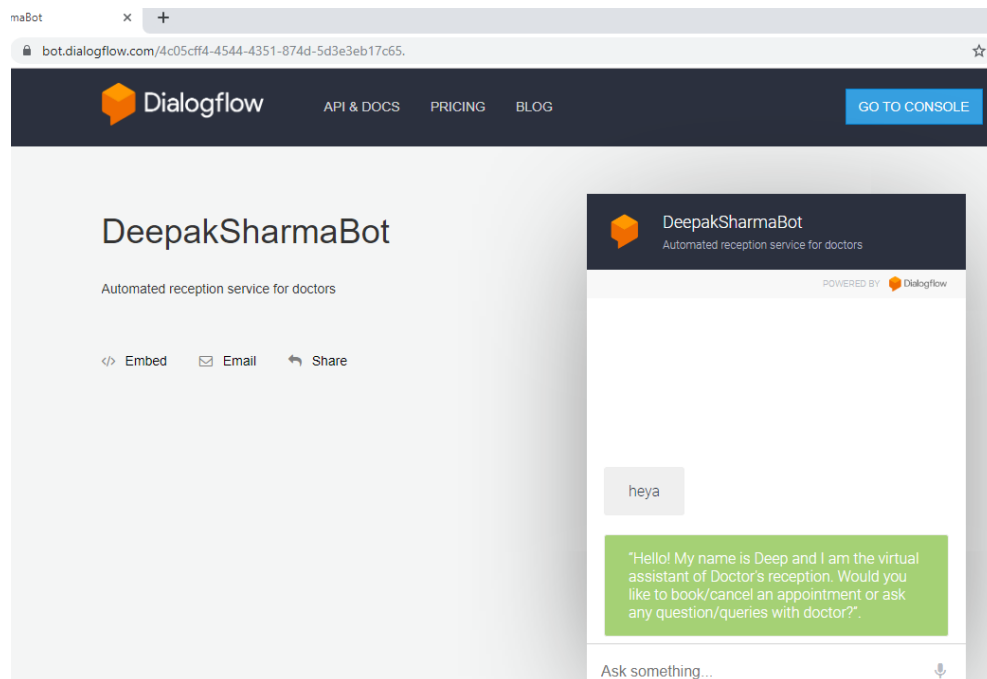 maBot
bot.dialogflow.com/4c05cff4-4544-4351-874d-5d3e3eb17c65.
Dialogflow
API & DOCS
PRICING
BLOG
GO TO CONSOLE
DeepakSharmaBot
Automated reception service for doctors
Embed
Email
Share
DeepakSharmaBot
Automated reception service for doctors
POWERED BY Dialogflow
heya
"Hello! My name is Deep and I am the virtual
assistant of Doctor's reception. Would you
like to book/cancel an appointment or ask
any question/queries with doctor?".
Ask something...